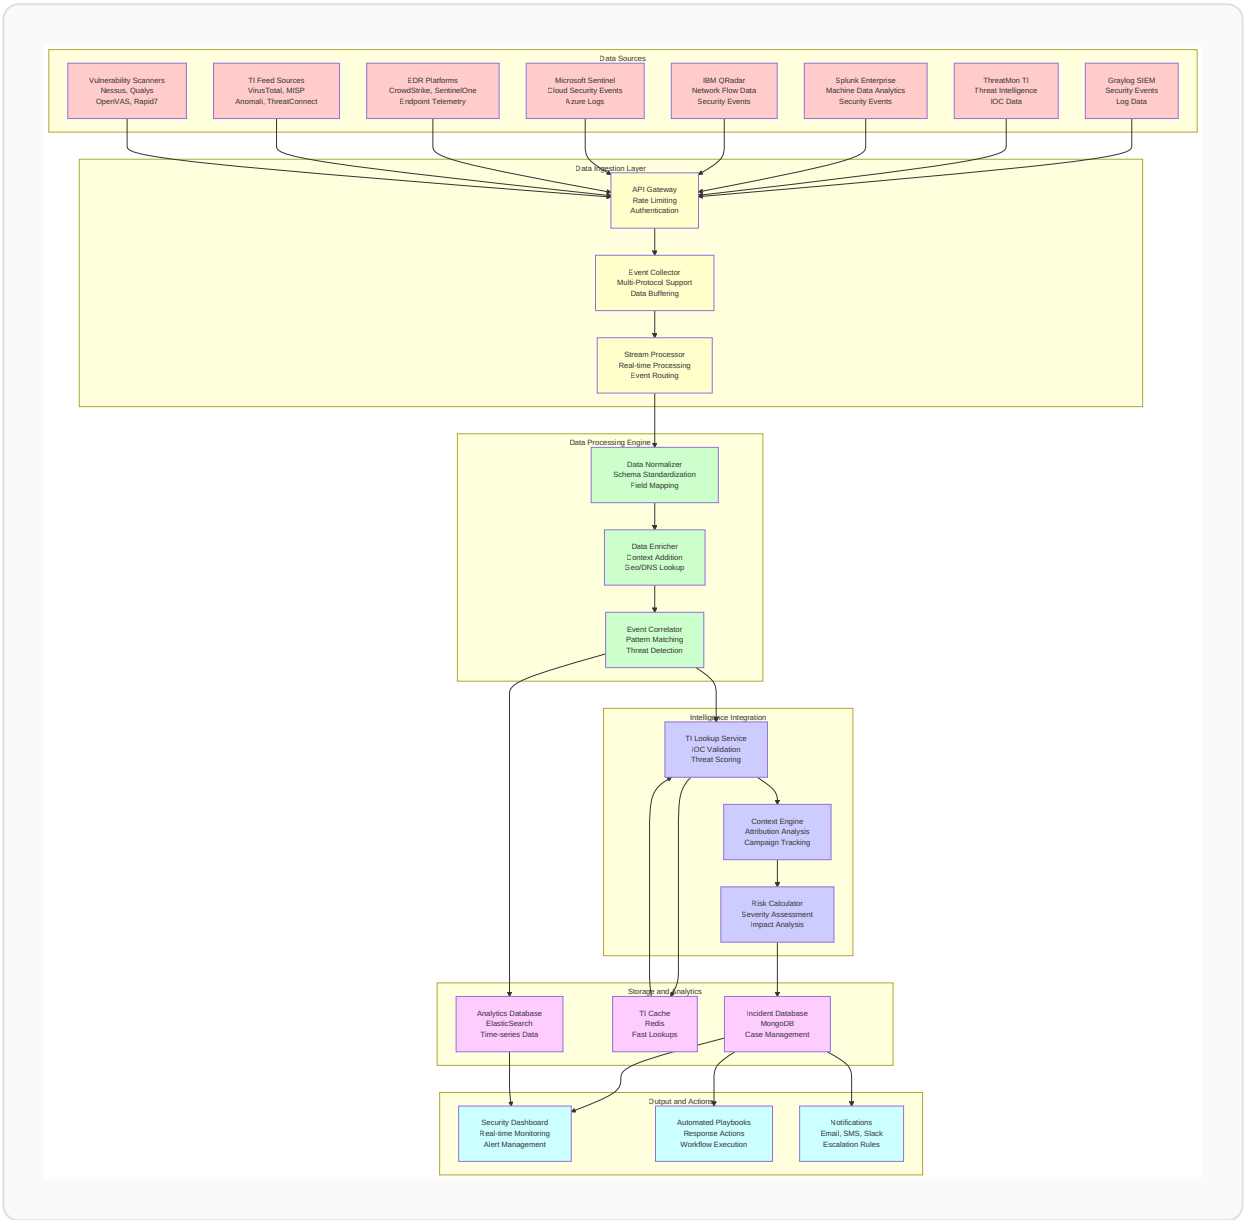 Data Sources
Vulnerability Scanners
Nessus, Qualys
OpenVAS, Rapid7
TI Feed Sources
VirusTotal, MISP
Anomali, ThreatConnect
EDR Platforms
CrowdStrike, SentinelOne
Endpoint Telemetry
Microsoft Sentinel
Cloud Security Events
Azure Logs
IBM QRadar
Network Flow Data
Security Events
Splunk Enterprise
Machine Data Analytics
Security Events
ThreatMon TI
Threat Intelligence
IOC Data
Graylog SIEM
Security Events
Log Data
Data Ingestion Layer
API Gateway
Rate Limiting
Authentication
Event Collector
Multi-Protocol Support
Data Buffering
Stream Processor
Real-time Processing
Event Routing
Data Processing Engine
Data Normalizer
Schema Standardization
Field Mapping
Data Enricher
Context Addition
Geo/DNS Lookup
Event Correlator
Pattern Matching
Threat Detection
Intelligence Integration
TI Lookup Service
IOC Validation
Threat Scoring
Context Engine
Attribution Analysis
Campaign Tracking
Risk Calculator
Severity Assessment
Impact Analysis
Storage and Analytics
Analytics Database
ElasticSearch
Time-series Data
TI Cache
Redis
Fast Lookups
Incident Database
MongoDB
Case Management
Output and Actions
Security Dashboard
Real-time Monitoring
Alert Management
Automated Playbooks
Response Actions
Workflow Execution
Notifications
Email, SMS, Slack
Escalation Rules